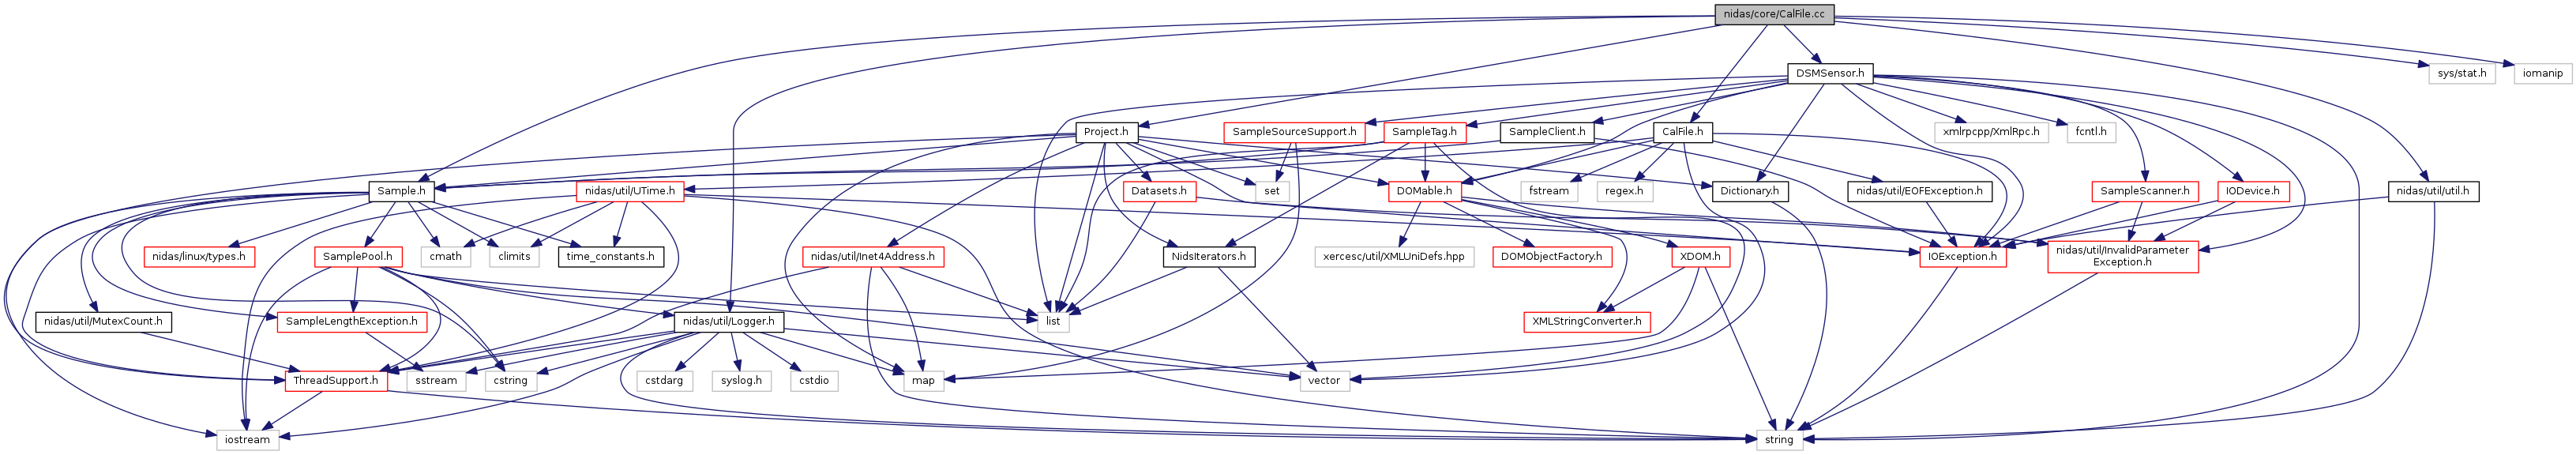 nidas/core/CalFile.cc
DSMSensor.h
sys/stat.h
iomanip
Project.h
SampleSourceSupport.h
SampleTag.h
SampleClient.h
CalFile.h
xmlrpcpp/XmlRpc.h
fcntl.h
Sample.h
nidas/util/UTime.h
Datasets.h
set
DOMable.h
fstream
regex.h
Dictionary.h
nidas/util/EOFException.h
SampleScanner.h
IODevice.h
nidas/util/util.h
nidas/linux/types.h
SamplePool.h
cmath
climits
time_constants.h
nidas/util/Inet4Address.h
NidsIterators.h
xercesc/util/XMLUniDefs.hpp
DOMObjectFactory.h
XDOM.h
IOException.h
nidas/util/InvalidParameter
Exception.h
nidas/util/MutexCount.h
SampleLengthException.h
nidas/util/Logger.h
list
XMLStringConverter.h
ThreadSupport.h
sstream
cstring
cstdarg
syslog.h
cstdio
map
vector
iostream
string